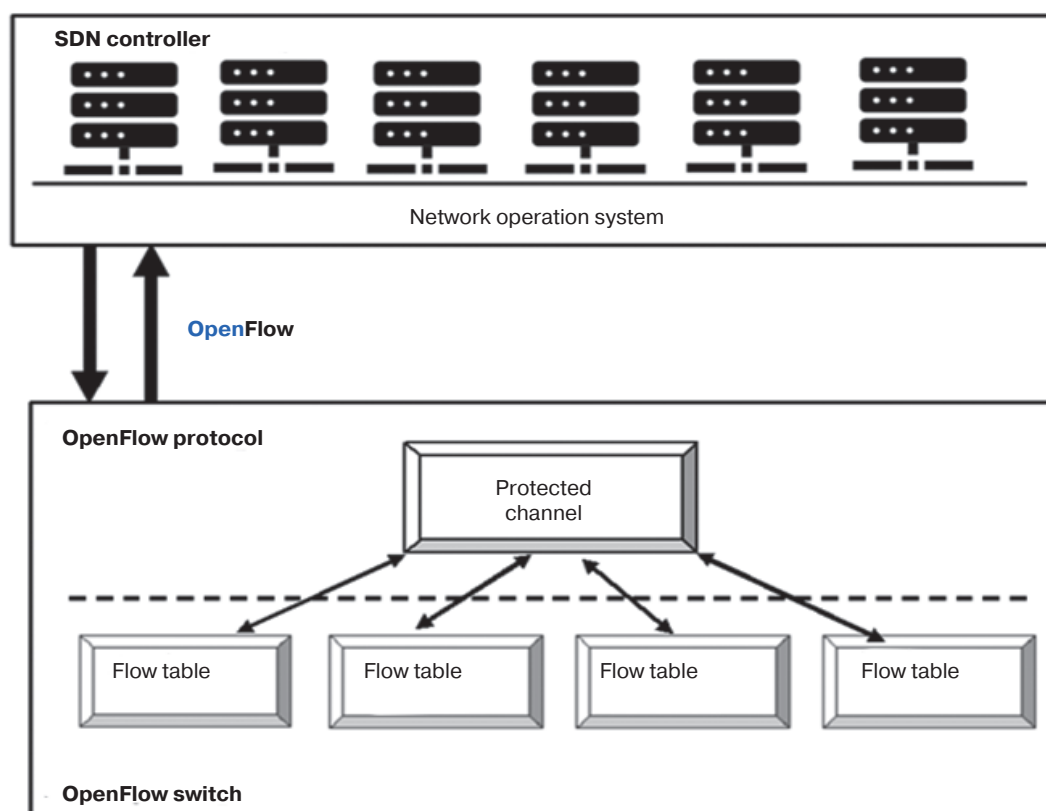 SDN controller
Network operation system
OpenFlow
OpenFlow protocol
Protected
channel
Flow table
Flow table
Flow table
Flow table
OpenFlow switch